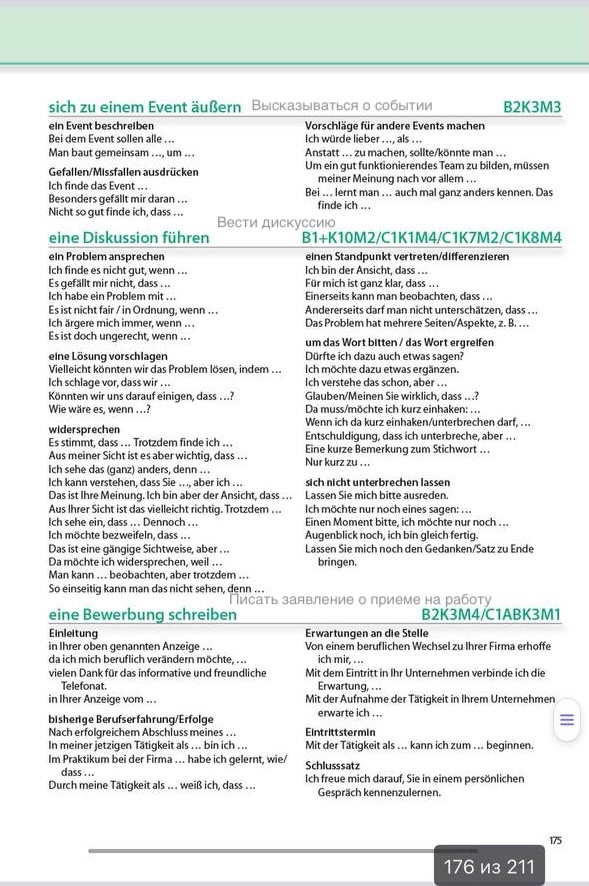 sich zu einem Event äußern Высказываться о событии B2K3M3
ein Event beschreiben
Bei dem Event sollen alle …
Man baut gemeinsam …, um …
Gefallen/Missfallen ausdrücken
Ich finde das Event …
Besonders gefällt mir daran …
Nicht so gut finde ich, dass …
Vorschläge für andere Events machen
Ich würde lieber …, als …
Anstatt … zu machen, sollte/könnte man …
Um ein gut funktionierendes Team zu bilden, müssen
meiner Meinung nach vor allem …
Bei … lernt man … auch mal ganz anders kennen. Das
finde ich …
Вести дискуссию
eine Diskussion führen B1+K10M2/C1K1M4/C1K7M2/C1K8M4
ein Problem ansprechen
Ich finde es nicht gut, wenn …
Es gefällt mir nicht, dass …
Ich habe ein Problem mit …
Es ist nicht fair / in Ordnung, wenn …
Ich ärgere mich immer, wenn …
Es ist doch ungerecht, wenn …
eine Lösung vorschlagen
Vielleicht könnten wir das Problem lösen, indem …
Ich schlage vor, dass wir …
Könnten wir uns darauf einigen, dass …?
Wie wäre es, wenn …?
widersprechen
Es stimmt, dass … Trotzdem finde ich …
Aus meiner Sicht ist es aber wichtig, dass …
Ich sehe das (ganz) anders, denn …
Ich kann verstehen, dass Sie …, aber ich …
Das ist Ihre Meinung. Ich bin aber der Ansicht, dass …
Aus Ihrer Sicht ist das vielleicht richtig. Trotzdem …
Ich sehe ein, dass … Dennoch …
Ich möchte bezweifeln, dass …
Das ist eine gängige Sichtweise, aber …
Da möchte ich widersprechen, weil …
Man kann … beobachten, aber trotzdem …
So einseitig kann man das nicht sehen, denn …
einen Standpunkt vertreten/differenzieren
Ich bin der Ansicht, dass …
Für mich ist ganz klar, dass …
Einerseits kann man beobachten, dass …
Andererseits darf man nicht unterschätzen, dass …
Das Problem hat mehrere Seiten/Aspekte, z. B. …
um das Wort bitten / das Wort ergreifen
Dürfte ich dazu auch etwas sagen?
Ich möchte dazu etwas ergänzen.
Ich verstehe das schon, aber …
Glauben/Meinen Sie wirklich, dass …?
Da muss/möchte ich kurz einhaken: …
Wenn ich da kurz einhaken/unterbrechen darf, …
Entschuldigung, dass ich unterbreche, aber …
Eine kurze Bemerkung zum Stichwort …
Nur kurz zu …
sich nicht unterbrechen lassen
Lassen Sie mich bitte ausreden.
Ich möchte nur noch eines sagen: …
Einen Moment bitte, ich möchte nur noch …
Augenblick noch, ich bin gleich fertig.
Lassen Sie mich noch den Gedanken/Satz zu Ende
bringen.
Писать заявление о приеме на работу
eine Bewerbung schreiben B2K3M4/C1ABK3M1
Einleitung
in Ihrer oben genannten Anzeige …
da ich mich beruflich verändern möchte, …
vielen Dank für das informative und freundliche
Telefonat.
in Ihrer Anzeige vom …
bisherige Berufserfahrung/Erfolge
Nach erfolgreichem Abschluss meines …
In meiner jetzigen Tätigkeit als … bin ich …
Im Praktikum bei der Firma … habe ich gelernt, wie/
dass …
Durch meine Tätigkeit als … weiß ich, dass …
Erwartungen an die Stelle
Von einem beruflichen Wechsel zu Ihrer Firma erhoffe
ich mir, …
Mit dem Eintritt in Ihr Unternehmen verbinde ich die
Erwartung, …
Mit der Aufnahme der Tätigkeit in Ihrem Unternehmen
erwarte ich …
Eintrittstermin
Mit der Tätigkeit als … kann ich zum … beginnen.
Schlusssatz
Ich freue mich darauf, Sie in einem persönlichen
Gespräch kennenzulernen.
175
176 из 211